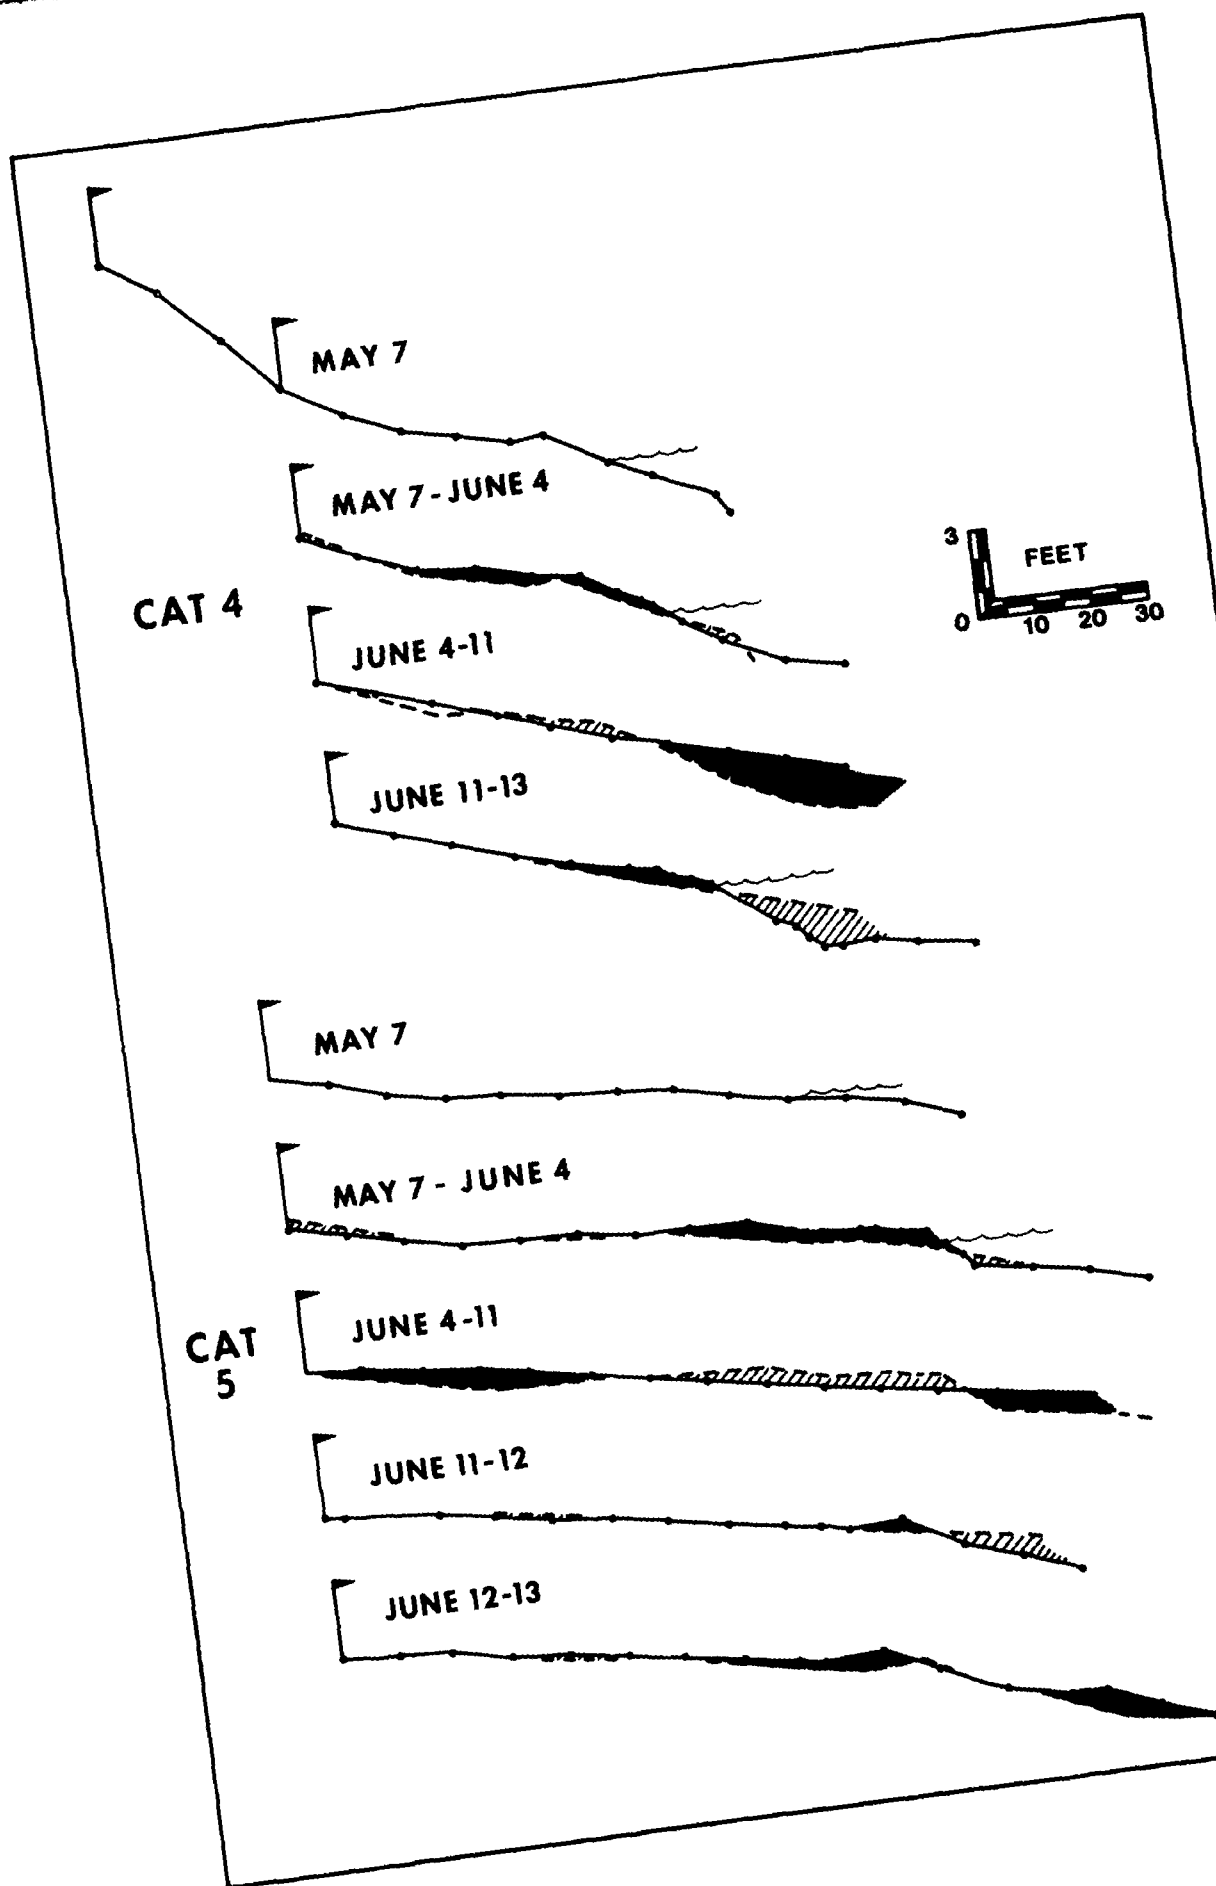 MAY 7
MAY 7 - JUNE 4
CAT 4
JUNE 4-11
JUNE 11-13
3
FEET
0
10
20
30
MAY 7
MAY 7 - JUNE 4
CAT
5
JUNE 4-11
JUNE 11-12
JUNE 12-13